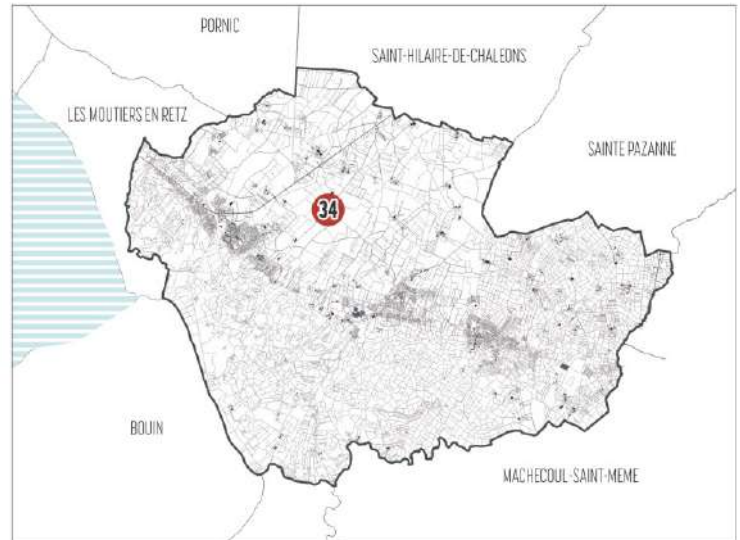 PORNIC
SAINT-HILAIRE-DE-CHALEONS
LES MOUTIERS EN RETZ
SAINTE PAZANNE
34
BOUIN
MACHECOUL-SAINT-MEME